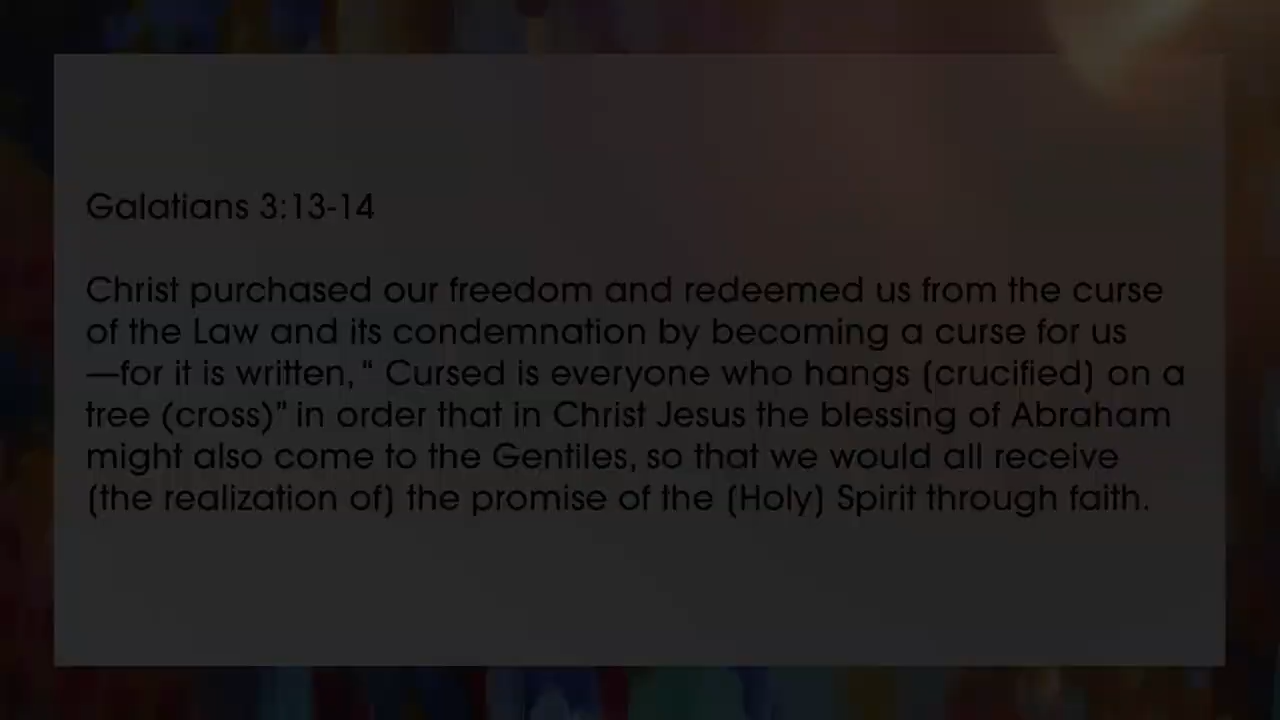 Galatians 3:13-14
Christ purchased our freedom and redeemed us from the curse
of the Law and its condemnation by becoming a curse for us
—for it is written, “ Cursed is everyone who hangs (crucified) on a
tree (cross)” in order that in Christ Jesus the blessing of Abraham
might also come to the Gentiles, so that we would all receive
(the realization of) the promise of the (Holy) Spirit through faith.